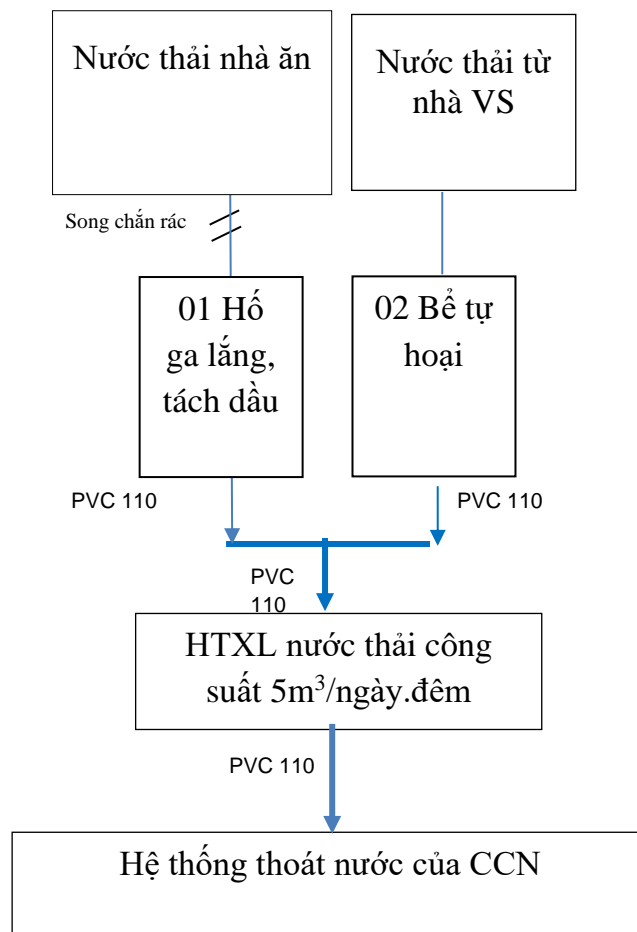 Nước thải nhà ăn
Nước thải từ
nhà VS
Song chắn rác
01 Hố
ga lắng,
tách dầu
02 Bể tự
hoại
PVC 110
PVC 110
PVC
110
HTXL nước thải công
suất 5m³/ngày.đêm
PVC 110
Hệ thống thoát nước của CCN